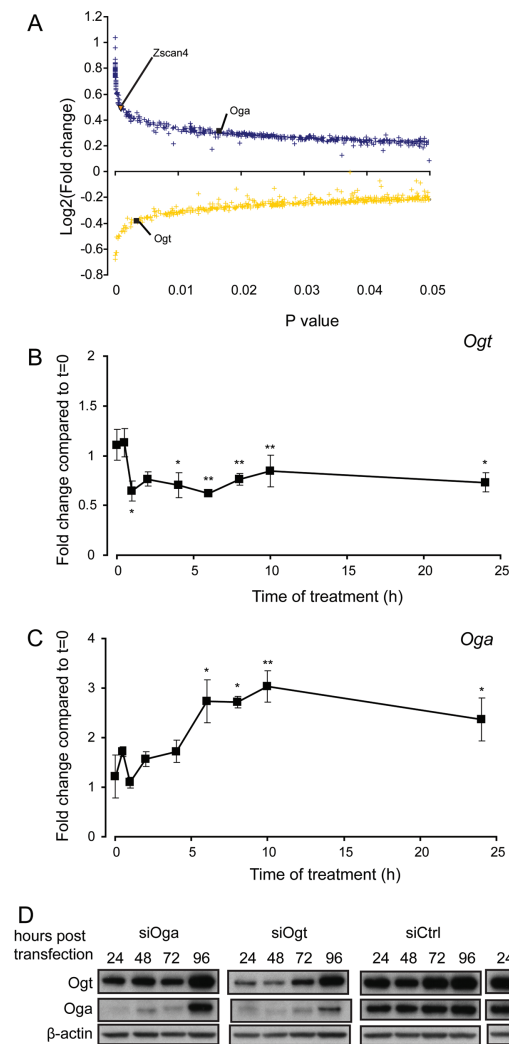 A
1.2
1
0.8
0.6
0.4
0.2
0
-0.2
-0.4
-0.6
-0.8
Log2(Fold change)
Zscan4
Oga
Ogt
0 0.01 0.02 0.03 0.04 0.05
P value
B
Ogt
2
1.5
1
0.5
0
Fold change compared to t=0
* * ** ** ** *
0 5 10 15 20 25
Time of treatment (h)
C
Oga
4
3
2
1
0
Fold change compared to t=0
* * ** *
0 5 10 15 20 25
Time of treatment (h)
D
hours post transfection
siOga siOgt siCtrl
24 48 72 96 24 48 72 96 24 48 72 96 24
Ogt
Oga
β-actin